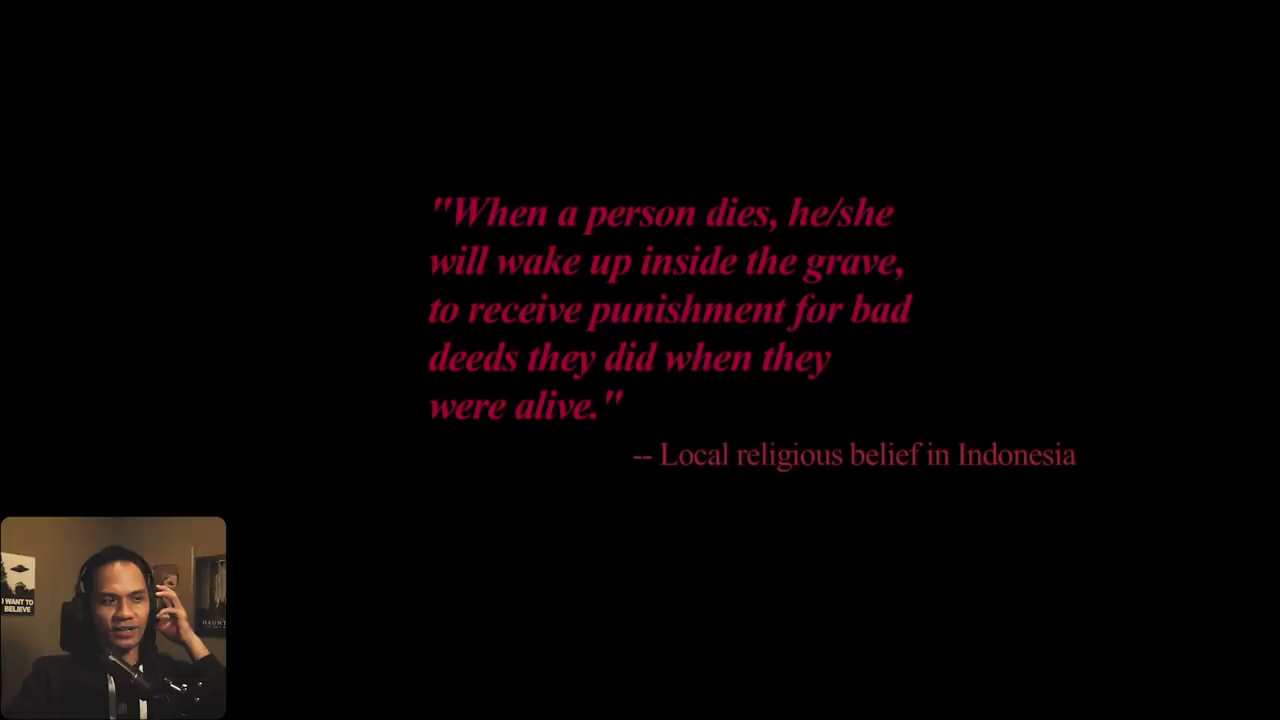 "When a person dies, he/she
will wake up inside the grave,
to receive punishment for bad
deeds they did when they
were alive."
-- Local religious belief in Indonesia
I WANT TO
BELIEVE